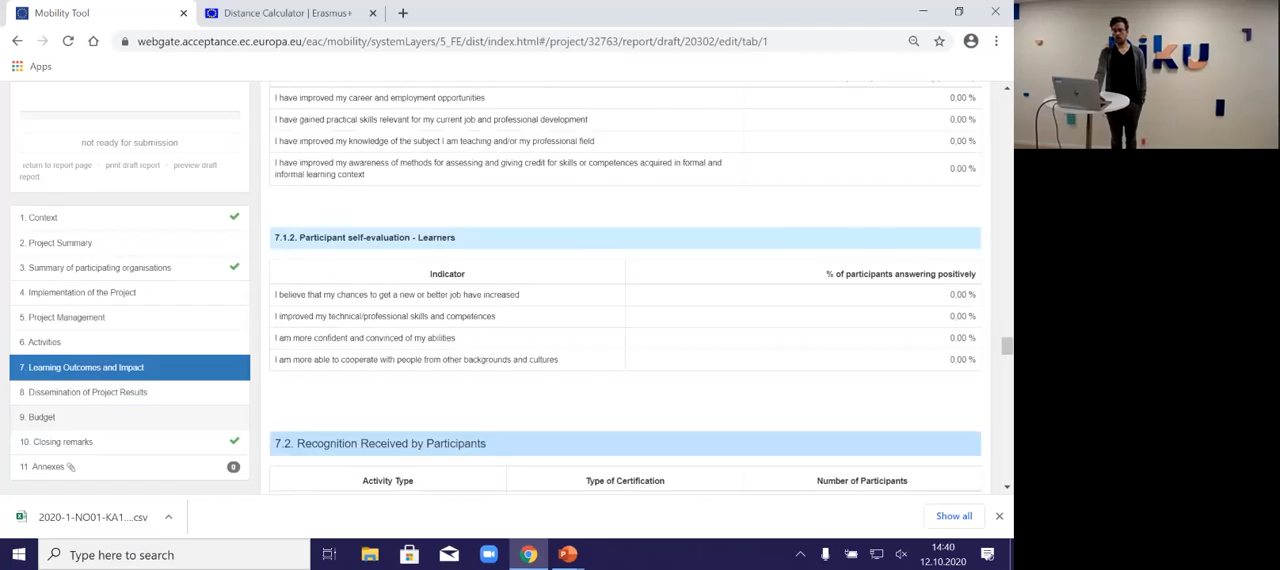 Mobility Tool
Distance Calculator | Erasmus+
webgate.acceptance.ec.europa.eu/eac/mobility/systemLayers/5_FE/dist/index.html#/project/32763/report/draft/20302/edit/tab/1
Apps
not ready for submission
return to report page · print draft report · preview draft
report
1. Context
2. Project Summary
3. Summary of participating organisations
4 Implementation of the Project
5. Project Management
6. Activities
7. Learning Outcomes and Impact
8 Dissemination of Project Results
9. Budget
10. Closing remarks
11 Annexes
0
I have improved my career and employment opportunities 0,00 %
I have gained practical skills relevant for my current job and professional development 0,00 %
I have improved my knowledge of the subject I am teaching and/or my professional field 0,00 %
I have improved my awareness of methods for assessing and giving credit for skills or competences acquired in formal and
informal learning context 0.00 %
7.1.2. Participant self-evaluation - Learners
Indicator % of participants answering positively
I believe that my chances to get a new or better job have increased 0,00 %
I improved my technical/professional skills and competences 0.00 %
I am more confident and convinced of my abilities 0.00 %
I am more able to cooperate with people from other backgrounds and cultures 0,00 %
7.2. Recognition Received by Participants
Activity Type Type of Certification Number of Participants
2020-1-NO01-KA1....csv
Show all
Type here to search
14:40
12.10.2020
iku